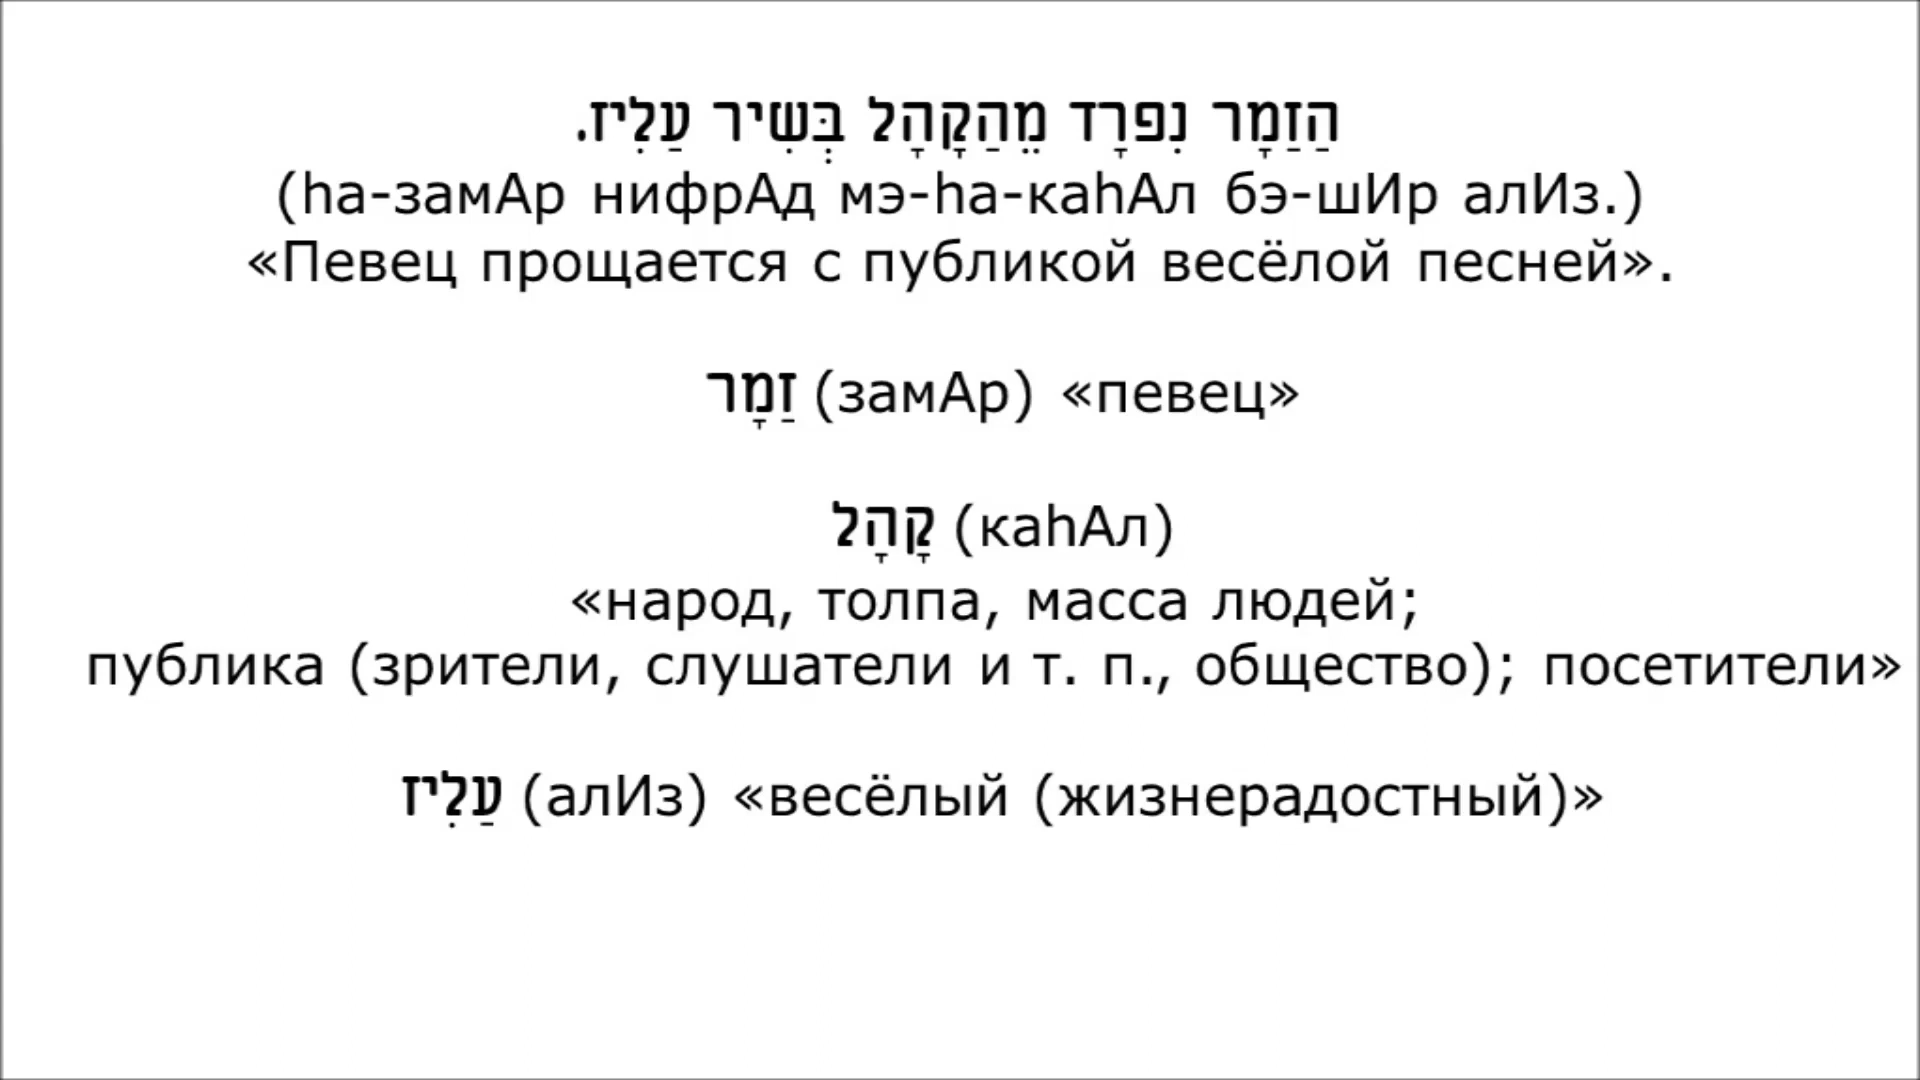 הַזַמָר נִפרָד מֵהַקָהָל בְּשִיר עַלִיז.
(hа-замАр нифрАд мэ-hа-каhАл бэ-шИр алИз.)
«Певец прощается с публикой весёлой песней».
זַמָר (замАр) «певец»
קָהָל (каhАл)
«народ, толпа, масса людей;
публика (зрители, слушатели и т. п., общество); посетители»
עַלִיז (алИз) «весёлый (жизнерадостный)»